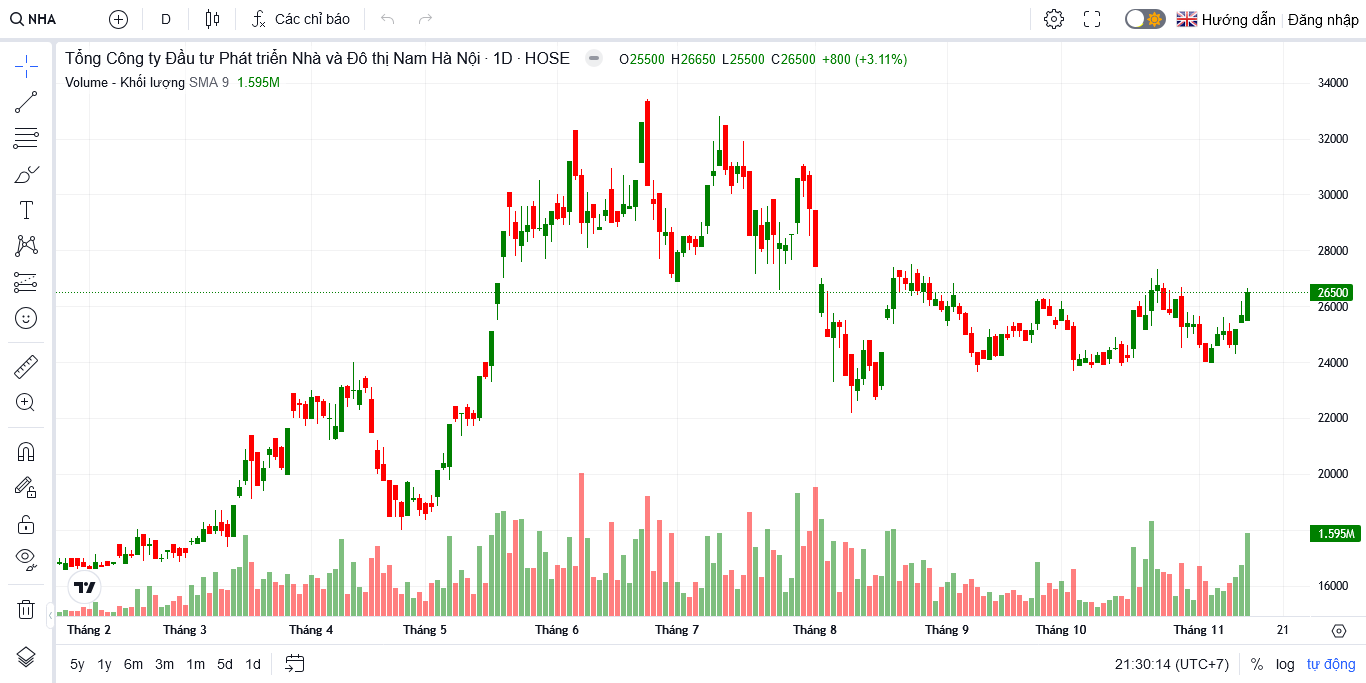 NHA D Các chỉ báo Hướng dẫn Đăng nhập
Tổng Công ty Đầu tư Phát triển Nhà và Đô thị Nam Hà Nội · 1D · HOSE O25500 H26650 L25500 C26500 +800 (+3.11%)
Volume - Khối lượng SMA 9 1.595M
34000
32000
30000
28000
26500
26000
24000
22000
20000
1.595M
16000
Tháng 2 Tháng 3 Tháng 4 Tháng 5 Tháng 6 Tháng 7 Tháng 8 Tháng 9 Tháng 10 Tháng 11 21
5y 1y 6m 3m 1m 5d 1d 21:30:14 (UTC+7) % log tự động